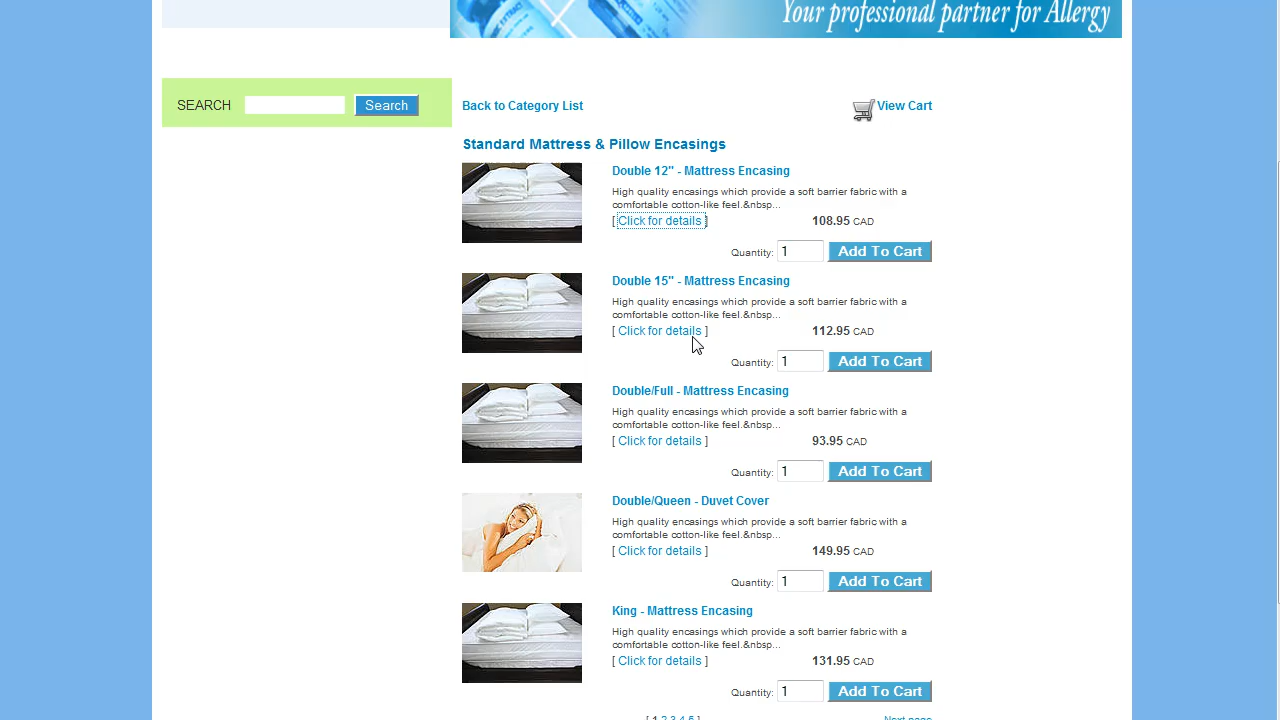 Your professional partner for Allergy
SEARCH Search
Back to Category List
View Cart
Standard Mattress & Pillow Encasings
Double 12" - Mattress Encasing
High quality encasings which provide a soft barrier fabric with a
comfortable cotton-like feel.&nbsp...
[ Click for details ] 108.95 CAD
Quantity: 1 Add To Cart
Double 15" - Mattress Encasing
High quality encasings which provide a soft barrier fabric with a
comfortable cotton-like feel.&nbsp...
[ Click for details ] 112.95 CAD
Quantity: 1 Add To Cart
Double/Full - Mattress Encasing
High quality encasings which provide a soft barrier fabric with a
comfortable cotton-like feel.&nbsp...
[ Click for details ] 93.95 CAD
Quantity: 1 Add To Cart
Double/Queen - Duvet Cover
High quality encasings which provide a soft barrier fabric with a
comfortable cotton-like feel.&nbsp...
[ Click for details ] 149.95 CAD
Quantity: 1 Add To Cart
King - Mattress Encasing
High quality encasings which provide a soft barrier fabric with a
comfortable cotton-like feel.&nbsp...
[ Click for details ] 131.95 CAD
Quantity: 1 Add To Cart
[ 1 2 3 4 5 ] Next page